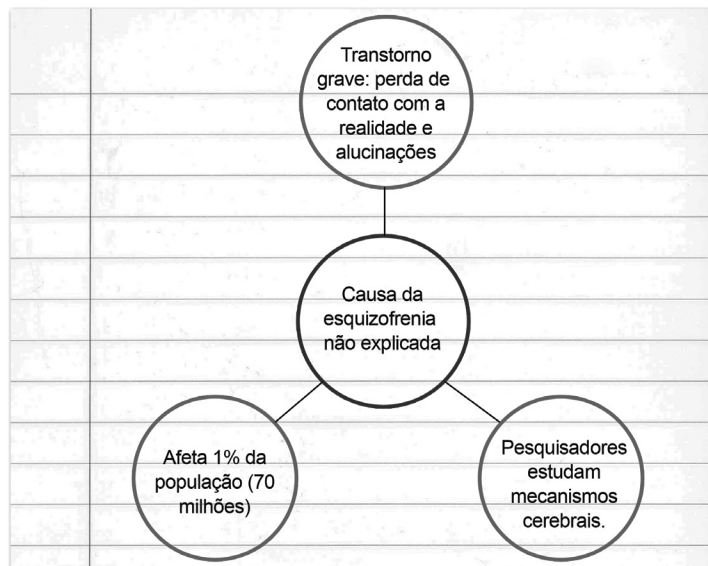 Transtorno
grave: perda de
contato com a
realidade e
alucinações
Causa da
esquizofrenia
não explicada
Afeta 1% da
população (70
milhões)
Pesquisadores
estudam
mecanismos
cerebrais.